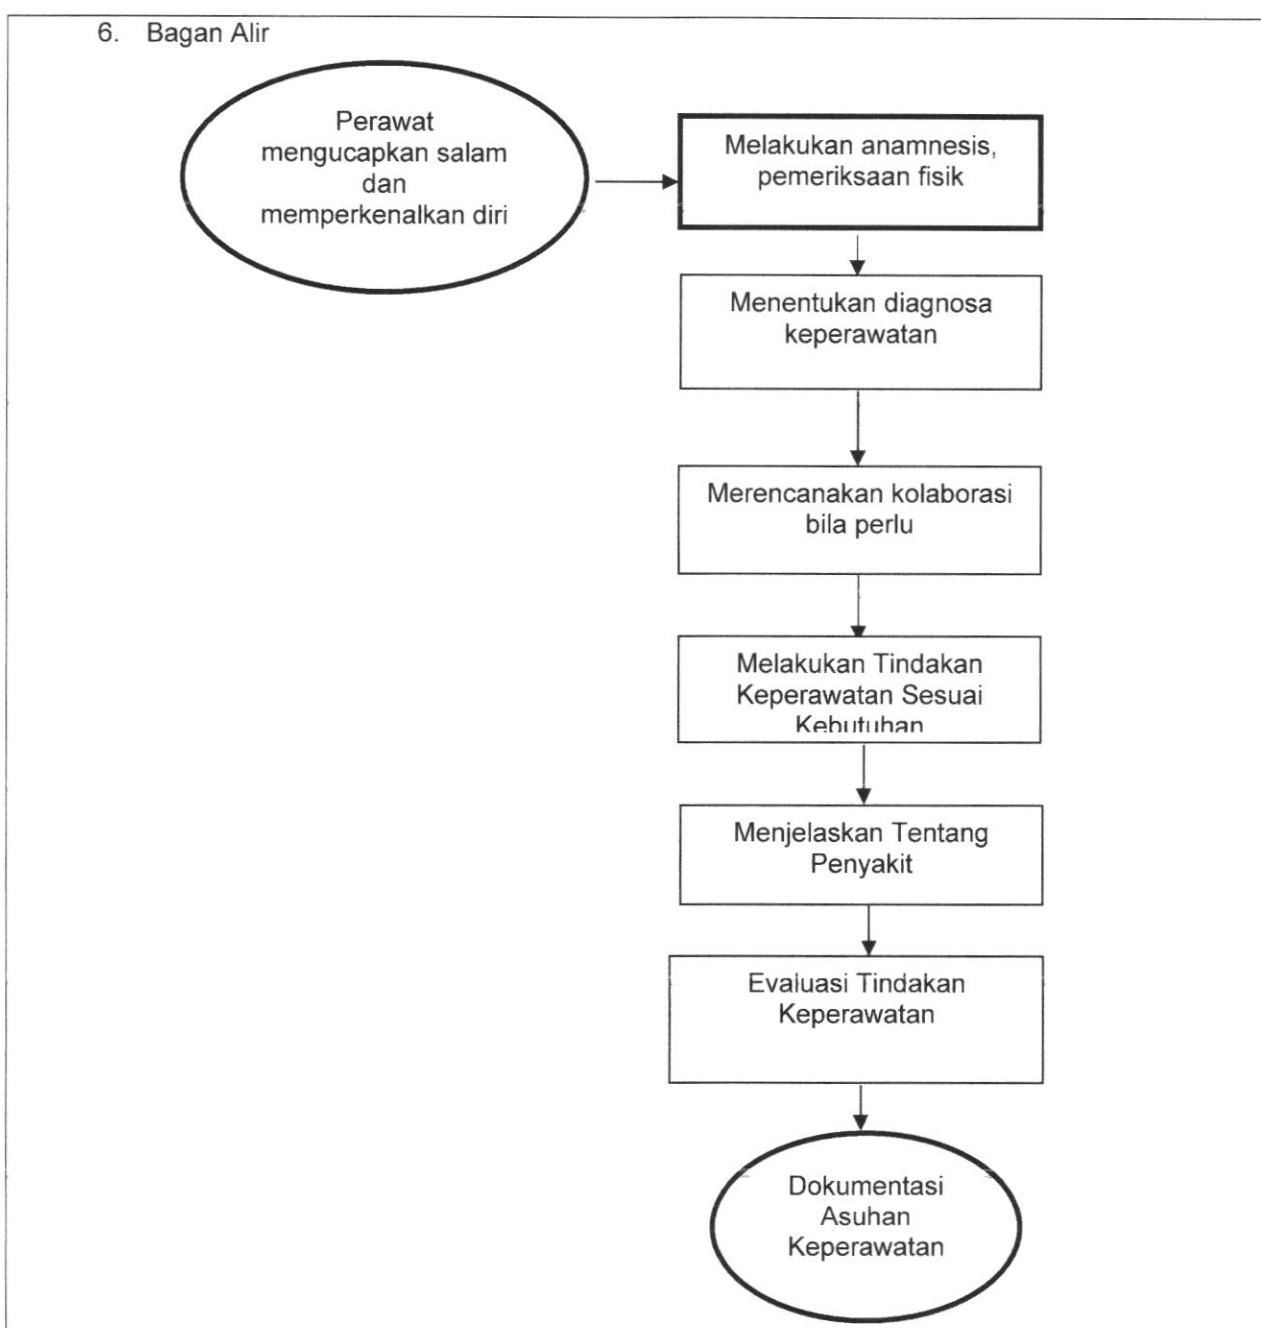 6. Bagan Alir
Perawat
mengucapkan salam
dan
memperkenalkan diri
Melakukan anamnesis,
pemeriksaan fisik
Menentukan diagnosa
keperawatan
Merencanakan kolaborasi
bila perlu
Melakukan Tindakan
Keperawatan Sesuai
Kebutuhan
Menjelaskan Tentang
Penyakit
Evaluasi Tindakan
Keperawatan
Dokumentasi
Asuhan
Keperawatan